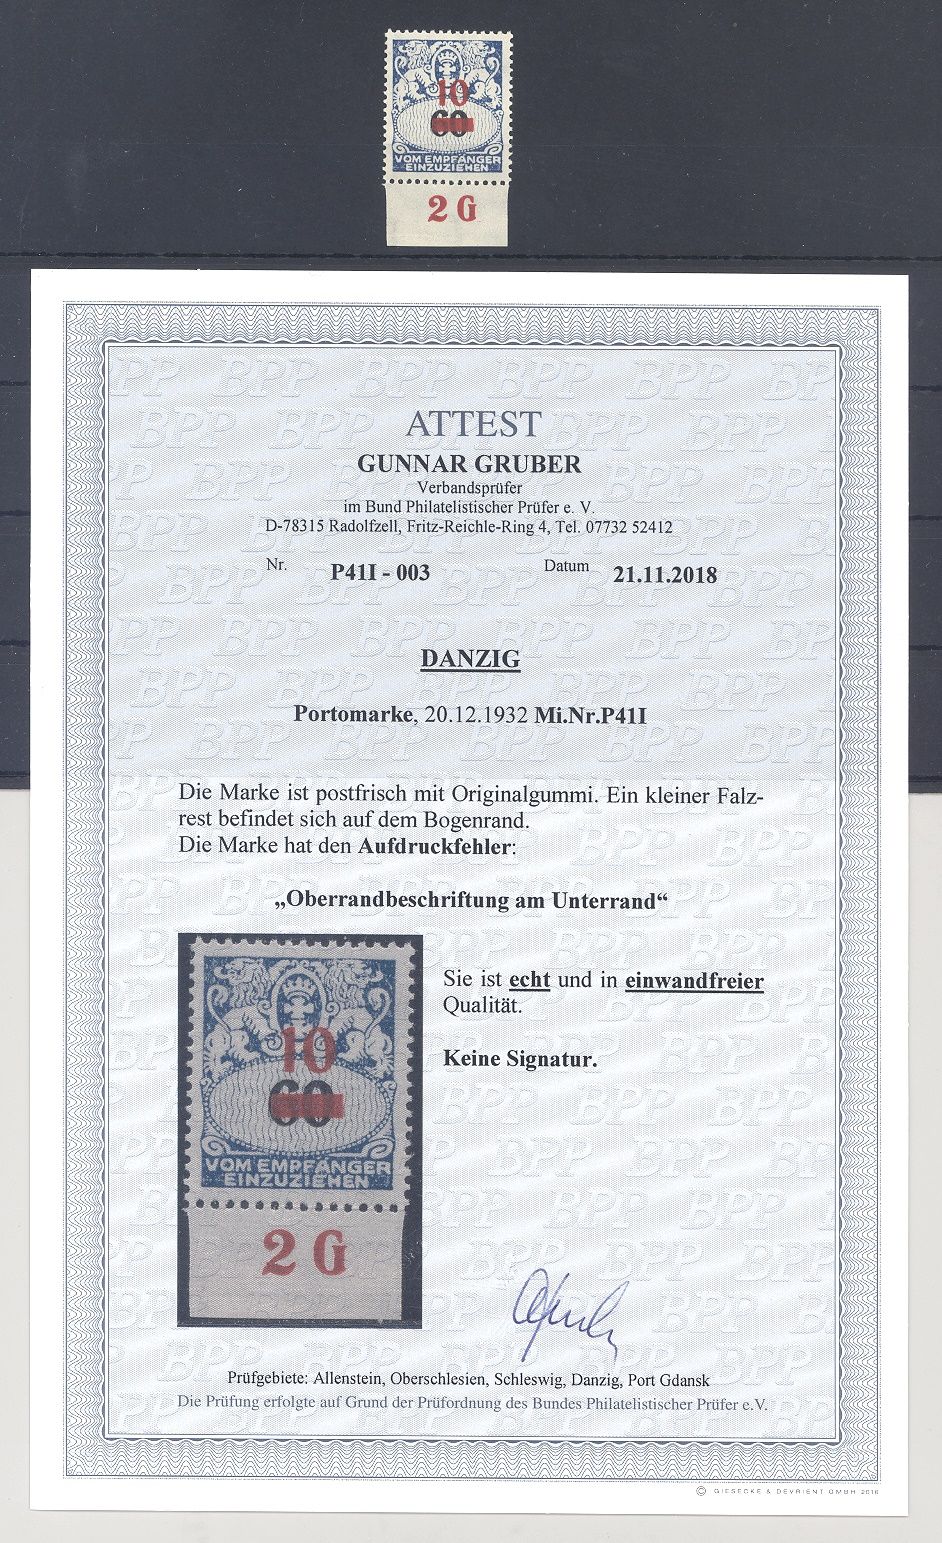 10
60
VOM EMPFÄNGER
EINZUZIEHEN
2 G
ATTEST
GUNNAR GRUBER
Verbandsprüfer
im Bund Philatelistischer Prüfer e. V.
D-78315 Radolfzell, Fritz-Reichle-Ring 4, Tel. 07732 52412
Nr. P41I - 003 Datum 21.11.2018
DANZIG
Portomarke, 20.12.1932 Mi.Nr.P41I
Die Marke ist postfrisch mit Originalgummi. Ein kleiner Falz-
rest befindet sich auf dem Bogenrand.
Die Marke hat den Aufdruckfehler:
„Oberrandbeschriftung am Unterrand“
Sie ist echt und in einwandfreier
Qualität.
Keine Signatur.
10
60
VOM EMPFÄNGER
EINZUZIEHEN
2 G
Prüfgebiete: Allenstein, Oberschlesien, Schleswig, Danzig, Port Gdansk
Die Prüfung erfolgte auf Grund der Prüfordnung des Bundes Philatelistischer Prüfer e.V.
© GIESECKE & DEVRIENT GMBH 2016